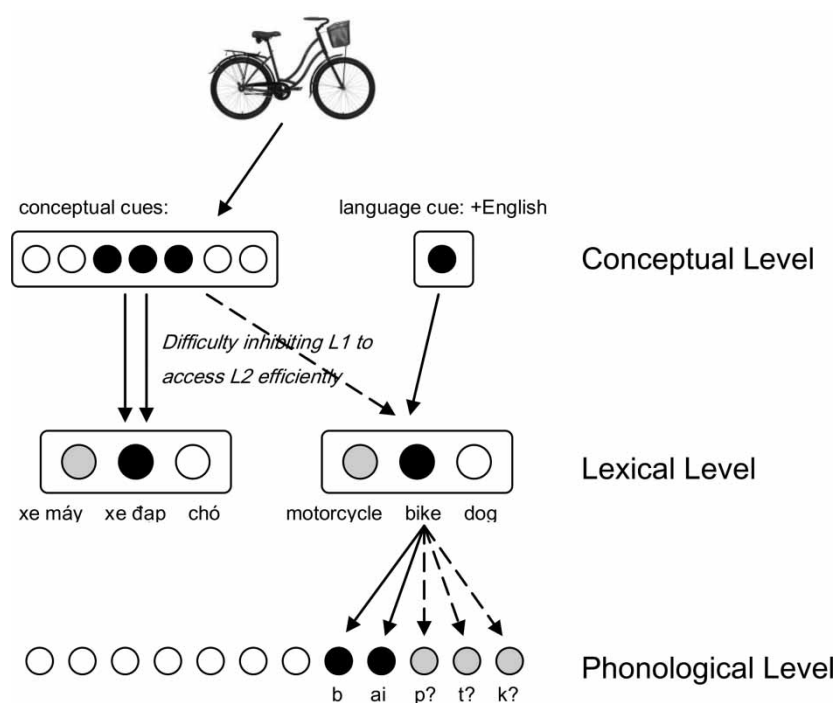 conceptual cues:
language cue: +English
Conceptual Level
Difficulty inhibiting L1 to
access L2 efficiently
Lexical Level
xe máy xe đạp chó
motorcycle bike dog
Phonological Level
b ai p? t? k?